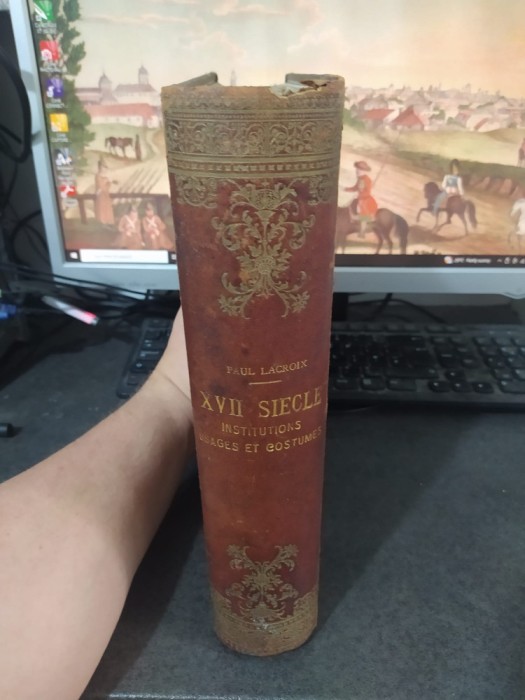 PAUL LACROIX
XVII SIECLE
INSTITUTIONS
USAGES ET COSTUMES